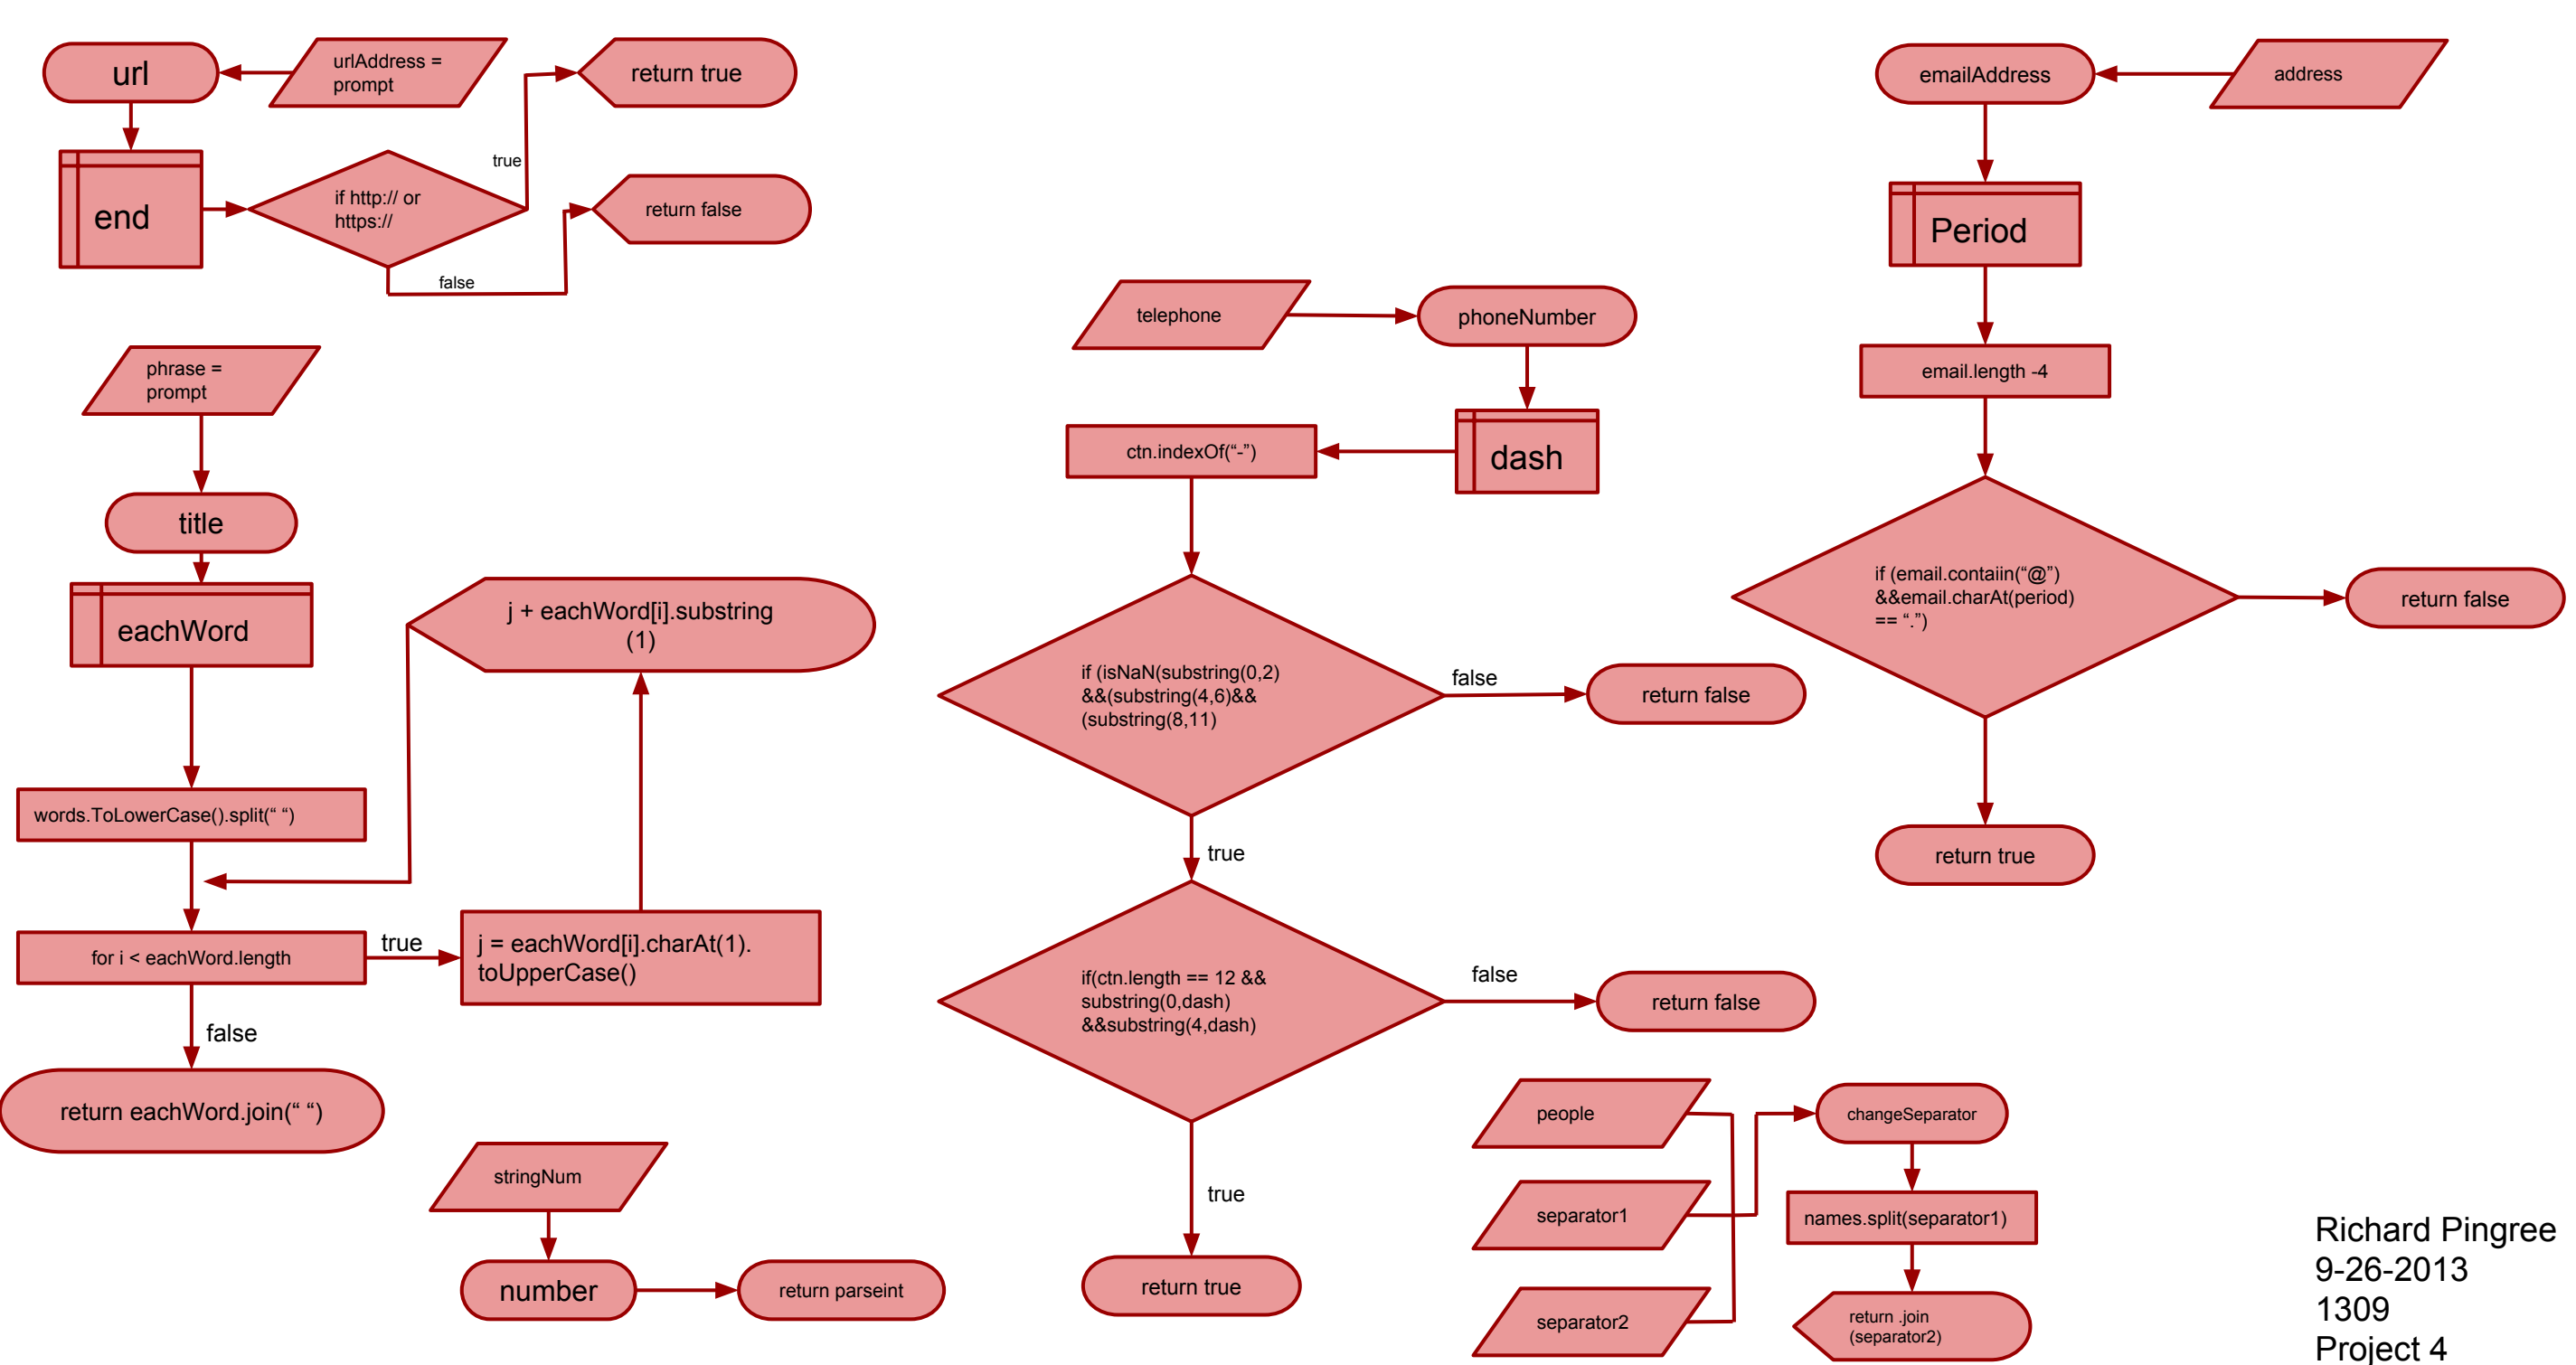 url
urlAddress =
prompt
return true
end
if http:// or
https://
true
return false
false
phrase =
prompt
title
eachWord
words.ToLowerCase().split(“ “)
for i < eachWord.length
true
j = eachWord[i].charAt(1).
toUpperCase()
j + eachWord[i].substring
(1)
false
return eachWord.join(“ “)
stringNum
number
return parseint
telephone
phoneNumber
dash
ctn.indexOf(“-”)
if (isNaN(substring(0,2)
&&(substring(4,6)&&
(substring(8,11)
false
return false
true
if(ctn.length == 12 &&
substring(0,dash)
&&substring(4,dash)
false
return false
true
return true
people
separator1
separator2
changeSeparator
names.split(separator1)
return .join
(separator2)
emailAddress
address
Period
email.length -4
if (email.contaiin(“@”)
&&email.charAt(period)
== “.”)
return false
return true
Richard Pingree
9-26-2013
1309
Project 4